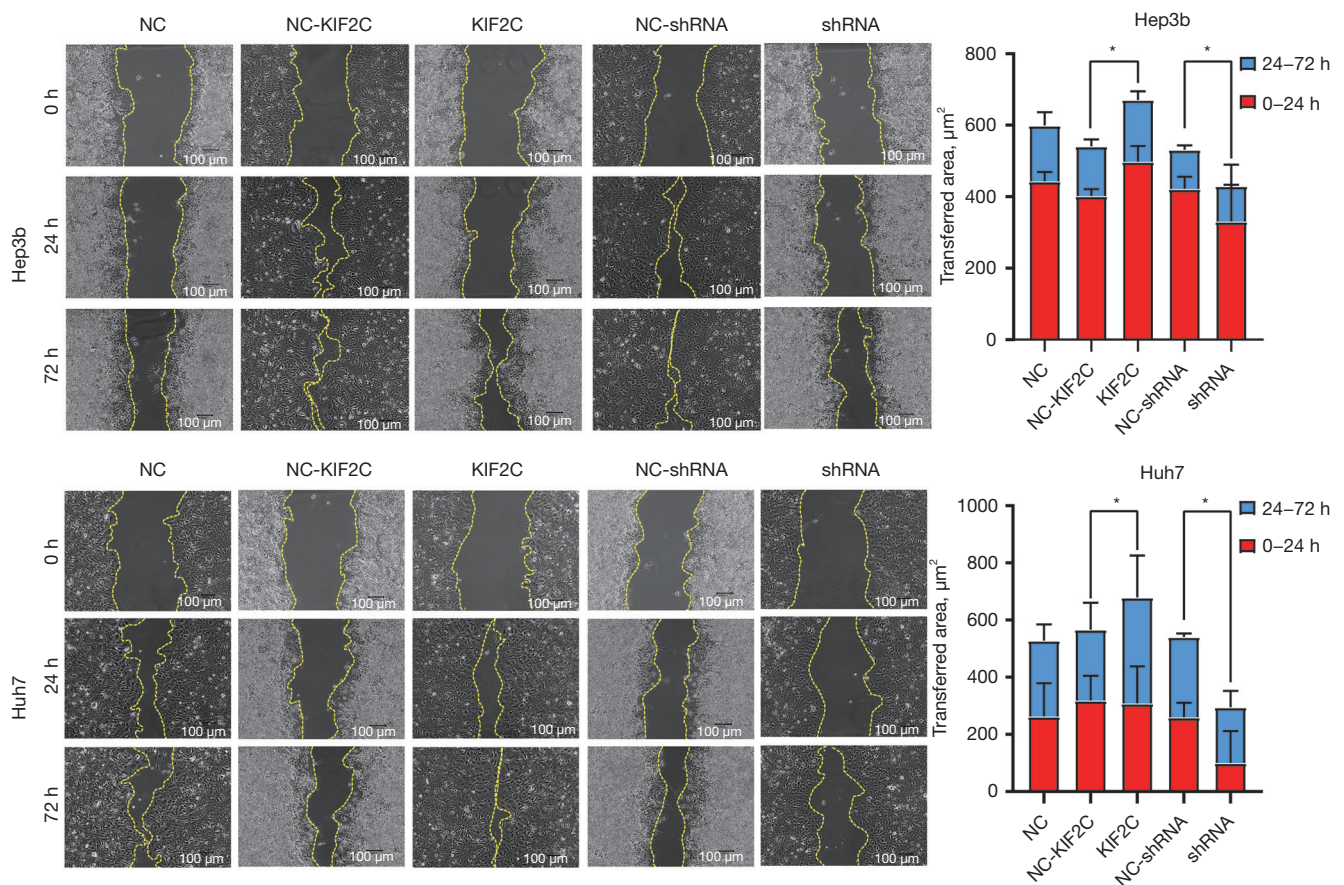 NC NC-KIF2C KIF2C NC-shRNA shRNA
Hep3b
0 h
100 µm 100 µm 100 µm 100 µm 100 µm
24 h
100 µm 100 µm 100 µm 100 µm 100 µm
72 h
100 µm 100 µm 100 µm 100 µm 100 µm
Hep3b
* *
24–72 h
0–24 h
Transferred area, µm2
800
600
400
200
0
NC NC-KIF2C KIF2C NC-shRNA shRNA
NC NC-KIF2C KIF2C NC-shRNA shRNA
Huh7
0 h
100 µm 100 µm 100 µm 100 µm 100 µm
24 h
100 µm 100 µm 100 µm 100 µm 100 µm
72 h
100 µm 100 µm 100 µm 100 µm 100 µm
Huh7
* *
24–72 h
0–24 h
Transferred area, µm2
1000
800
600
400
200
0
NC NC-KIF2C KIF2C NC-shRNA shRNA